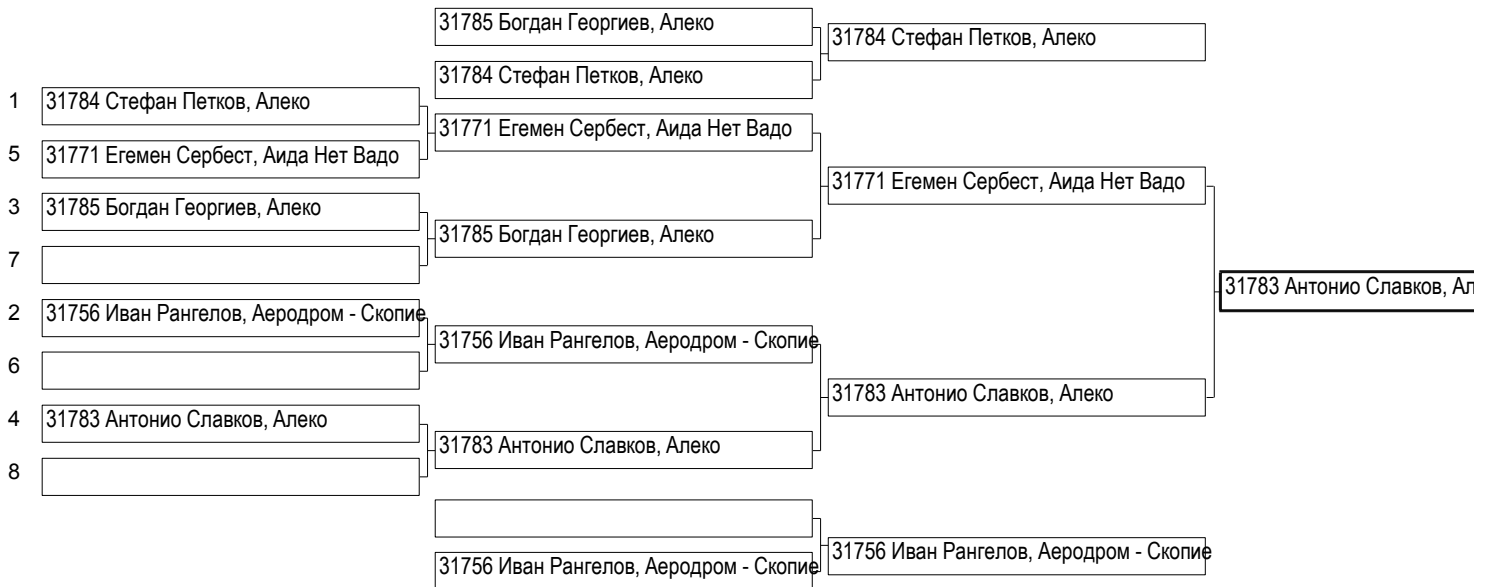 31785 Богдан Георгиев, Алеко
31784 Стефан Петков, Алеко
31784 Стефан Петков, Алеко
1 31784 Стефан Петков, Алеко
31771 Егемен Сербест, Аида Нет Вадо
5 31771 Егемен Сербест, Аида Нет Вадо
31771 Егемен Сербест, Аида Нет Вадо
3 31785 Богдан Георгиев, Алеко
31785 Богдан Георгиев, Алеко
7
31783 Антонио Славков, Ал
2 31756 Иван Рангелов, Аеродром - Скопие
31756 Иван Рангелов, Аеродром - Скопие
6
31783 Антонио Славков, Алеко
4 31783 Антонио Славков, Алеко
31783 Антонио Славков, Алеко
8
31756 Иван Рангелов, Аеродром - Скопие
31756 Иван Рангелов, Аеродром - Скопие